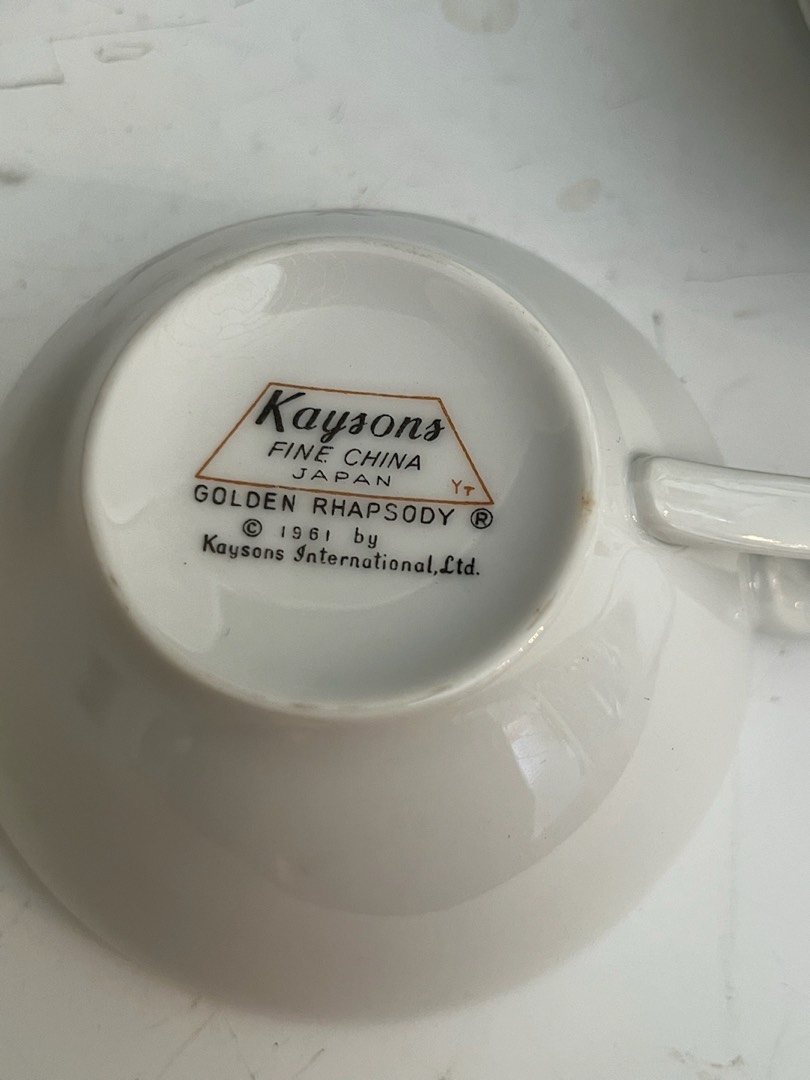 Kaysons
FINE CHINA
JAPAN
YT
GOLDEN RHAPSODY ®
© 1961 by
Kaysons International, Ltd.